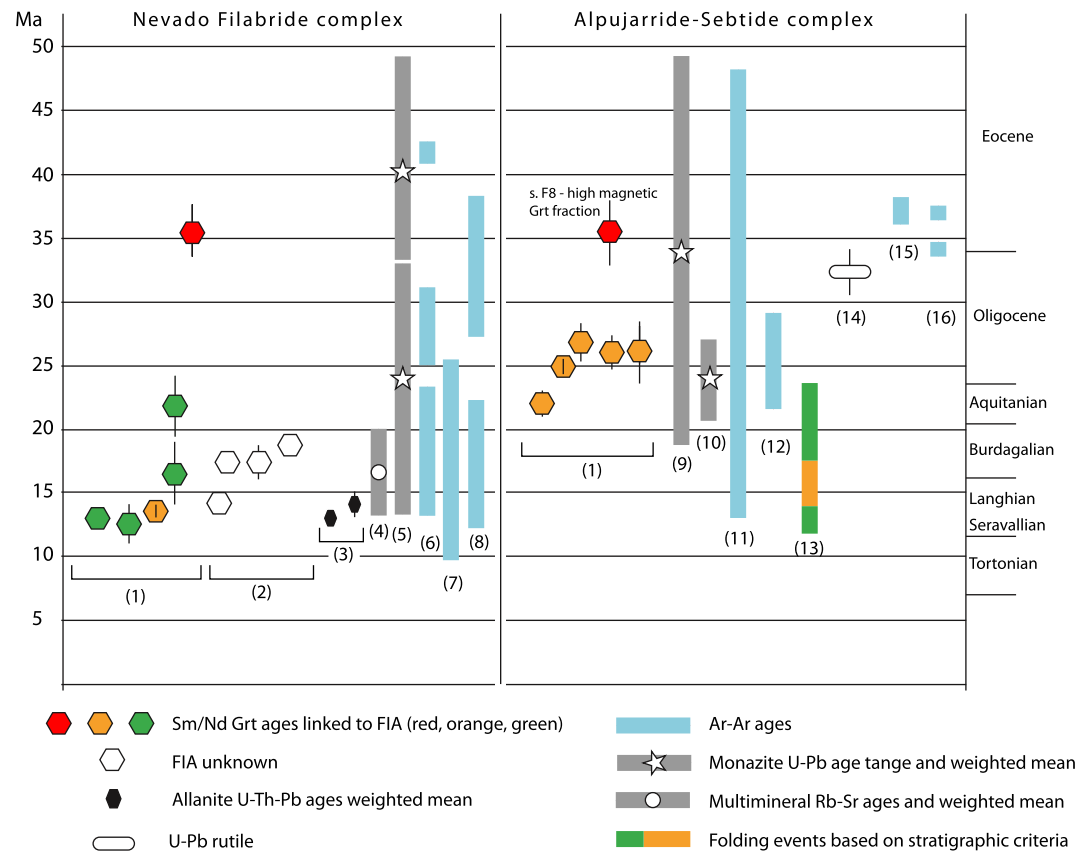 Ma
Nevado Filabride complex
Alpujarride-Sebtide complex
50
45
40
35
30
25
20
15
10
5
s. F8 - high magnetic
Grt fraction
(1)
(2)
(3)
(4)
(5)
(6)
(7)
(8)
(1)
(9)
(10)
(11)
(12)
(13)
(14)
(15)
(16)
Eocene
Oligocene
Aquitanian
Burdagalian
Langhian
Seravallian
Tortonian
Sm/Nd Grt ages linked to FIA (red, orange, green)
FIA unknown
Allanite U-Th-Pb ages weighted mean
U-Pb rutile
Ar-Ar ages
Monazite U-Pb age tange and weighted mean
Multimineral Rb-Sr ages and weighted mean
Folding events based on stratigraphic criteria